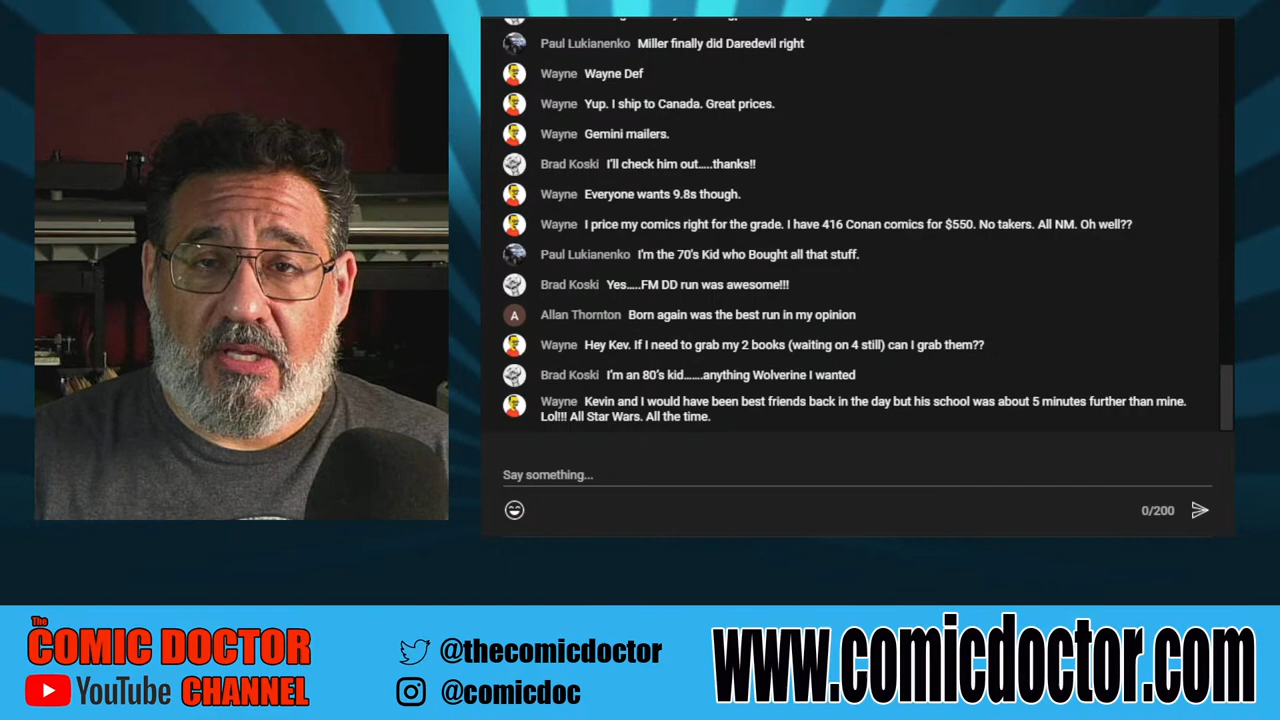 Paul Lukianenko Miller finally did Daredevil right
Wayne Wayne Def
Wayne Yup. I ship to Canada. Great prices.
Wayne Gemini mailers.
Brad Koski I'll check him out.....thanks!!
Wayne Everyone wants 9.8s though.
Wayne I price my comics right for the grade. I have 416 Conan comics for $550. No takers. All NM. Oh well??
Paul Lukianenko I'm the 70's Kid who Bought all that stuff.
Brad Koski Yes.....FM DD run was awesome!!!
A Allan Thornton Born again was the best run in my opinion
Wayne Hey Kev. If I need to grab my 2 books (waiting on 4 still) can I grab them??
Brad Koski I'm an 80's kid.......anything Wolverine I wanted
Wayne Kevin and I would have been best friends back in the day but his school was about 5 minutes further than mine.
Lol!!! All Star Wars. All the time.
Say something...
0/200
The
COMIC DOCTOR
YouTube CHANNEL
@thecomicdoctor
@comicdoc
www.comicdoctor.com